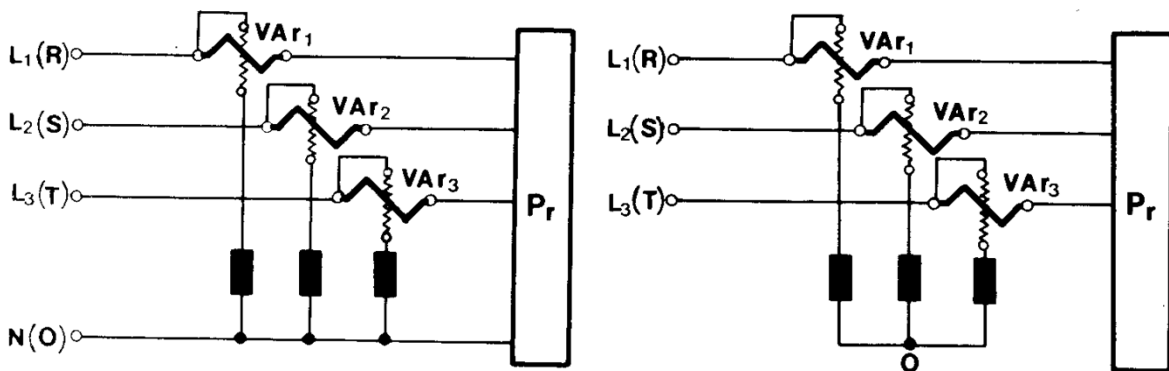 L₁(R) VAr₁
L₂(S) VAr₂
L₃(T) VAr₃
Pᵣ
N(O)
L₁(R) VAr₁
L₂(S) VAr₂
L₃(T) VAr₃
Pᵣ
O